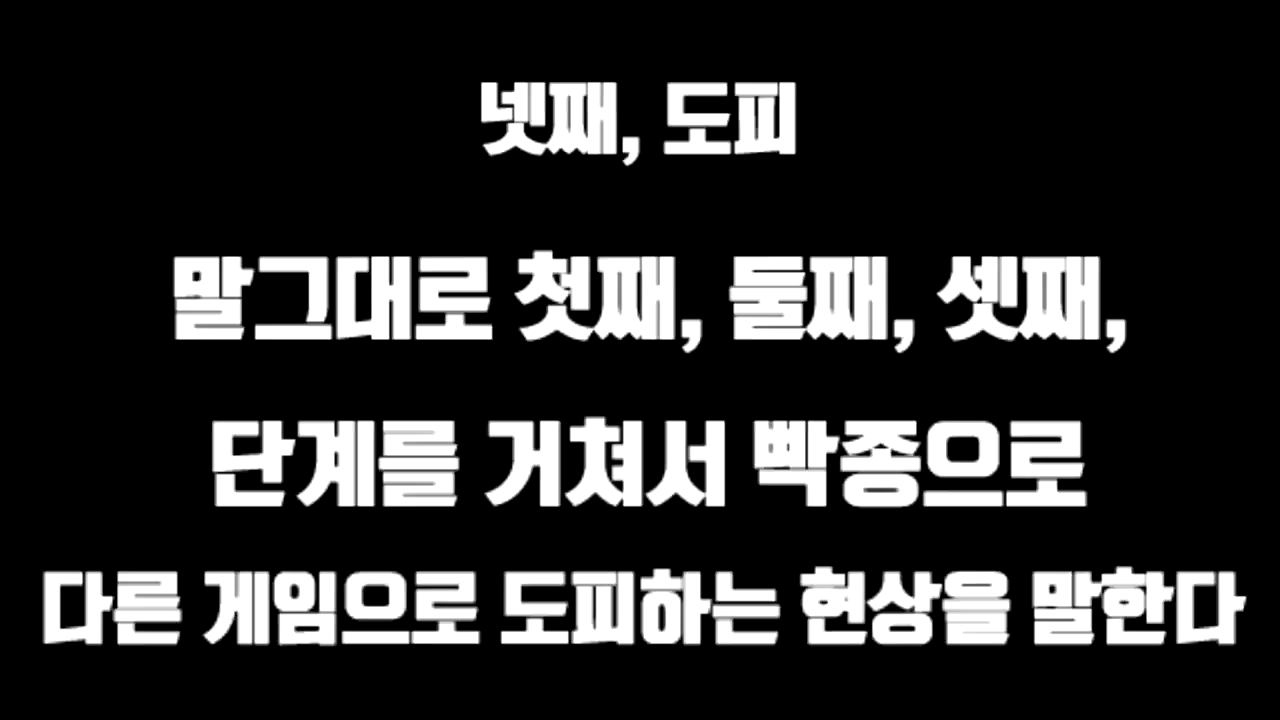 넷째, 도피
말그대로 첫째, 둘째, 셋째,
단계를 거쳐서 빡종으로
다른 게임으로 도피하는 현상을 말한다